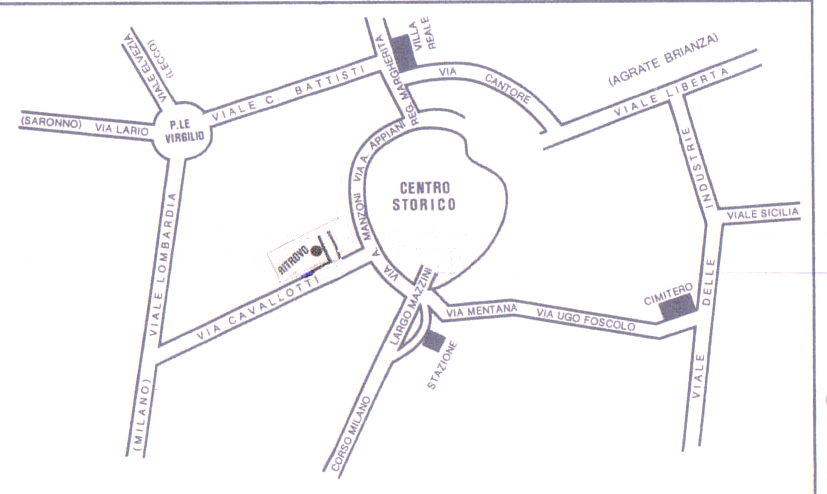 VIALE ELVEZIA
(LECCO)
(SARONNO) VIA LARIO
P.LE
VIRGILIO
VIALE C. BATTISTI
REG. MARGHERITA
VILLA
REALE
VIA CANTORE
(AGRATE BRIANZA)
VIALE LIBERTA
VIA A. APPIANI
VIA A. MANZONI
CENTRO
STORICO
VIALE DELLE INDUSTRIE
VIALE SICILIA
VIALE LOMBARDIA
(MILANO)
RITROVO
VIA CAVALLOTTI
LARGO MAZZINI
VIA MENTANA
VIA UGO FOSCOLO
CIMITERO
STAZIONE
CORSO MILANO